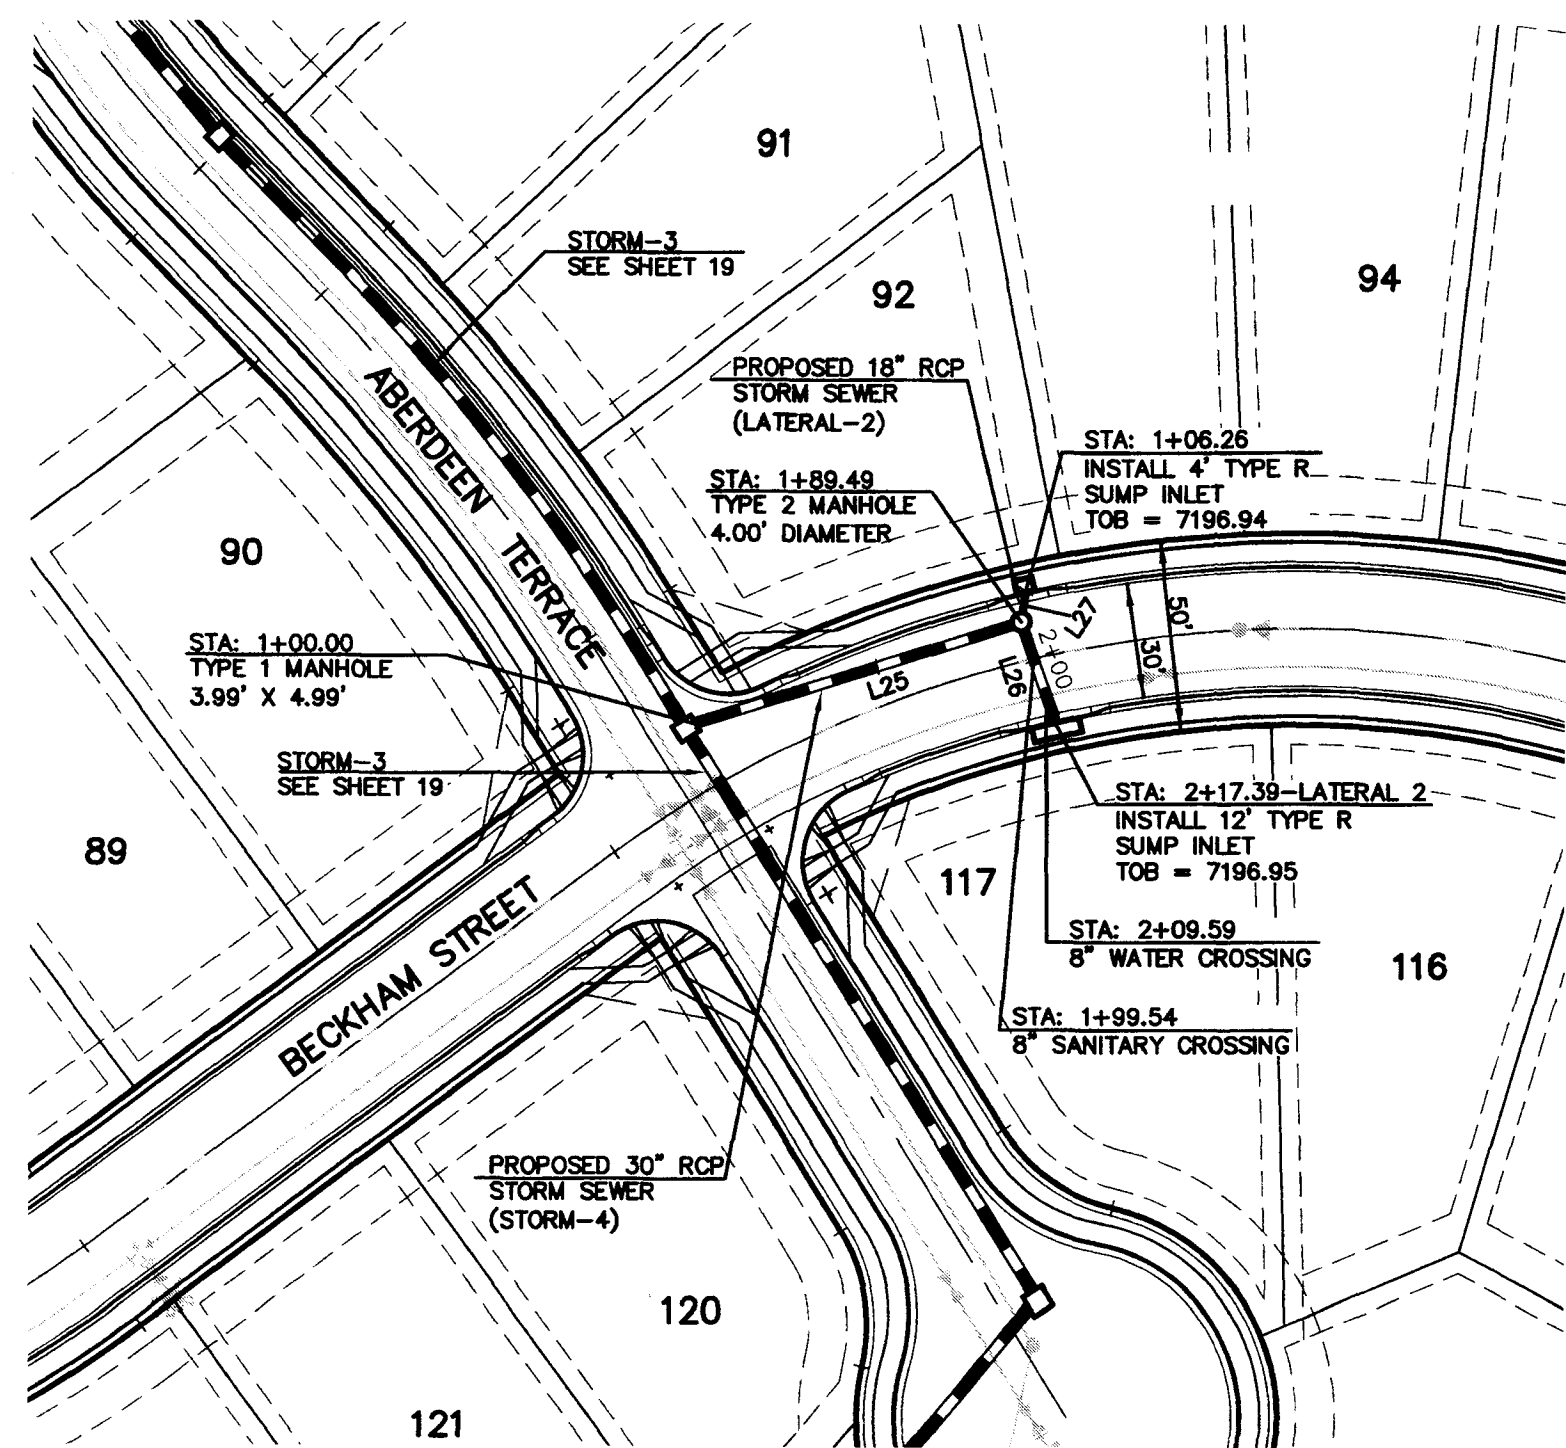 91
STORM-3
SEE SHEET 19
92
94
PROPOSED 18" RCP
STORM SEWER
(LATERAL-2)
STA: 1+06.26
INSTALL 4' TYPE R
SUMP INLET
TOB = 7196.94
STA: 1+89.49
TYPE 2 MANHOLE
4.00' DIAMETER
ABERDEEN TERRACE
90
STA: 1+00.00
TYPE 1 MANHOLE
3.99' X 4.99'
L25
L26
2+00
L27
30'
50'
STORM-3
SEE SHEET 19
STA: 2+17.39-LATERAL 2
INSTALL 12' TYPE R
SUMP INLET
TOB = 7196.95
89
117
BECKHAM STREET
STA: 2+09.59
8" WATER CROSSING
116
STA: 1+99.54
8" SANITARY CROSSING
PROPOSED 30" RCP
STORM SEWER
(STORM-4)
120
121